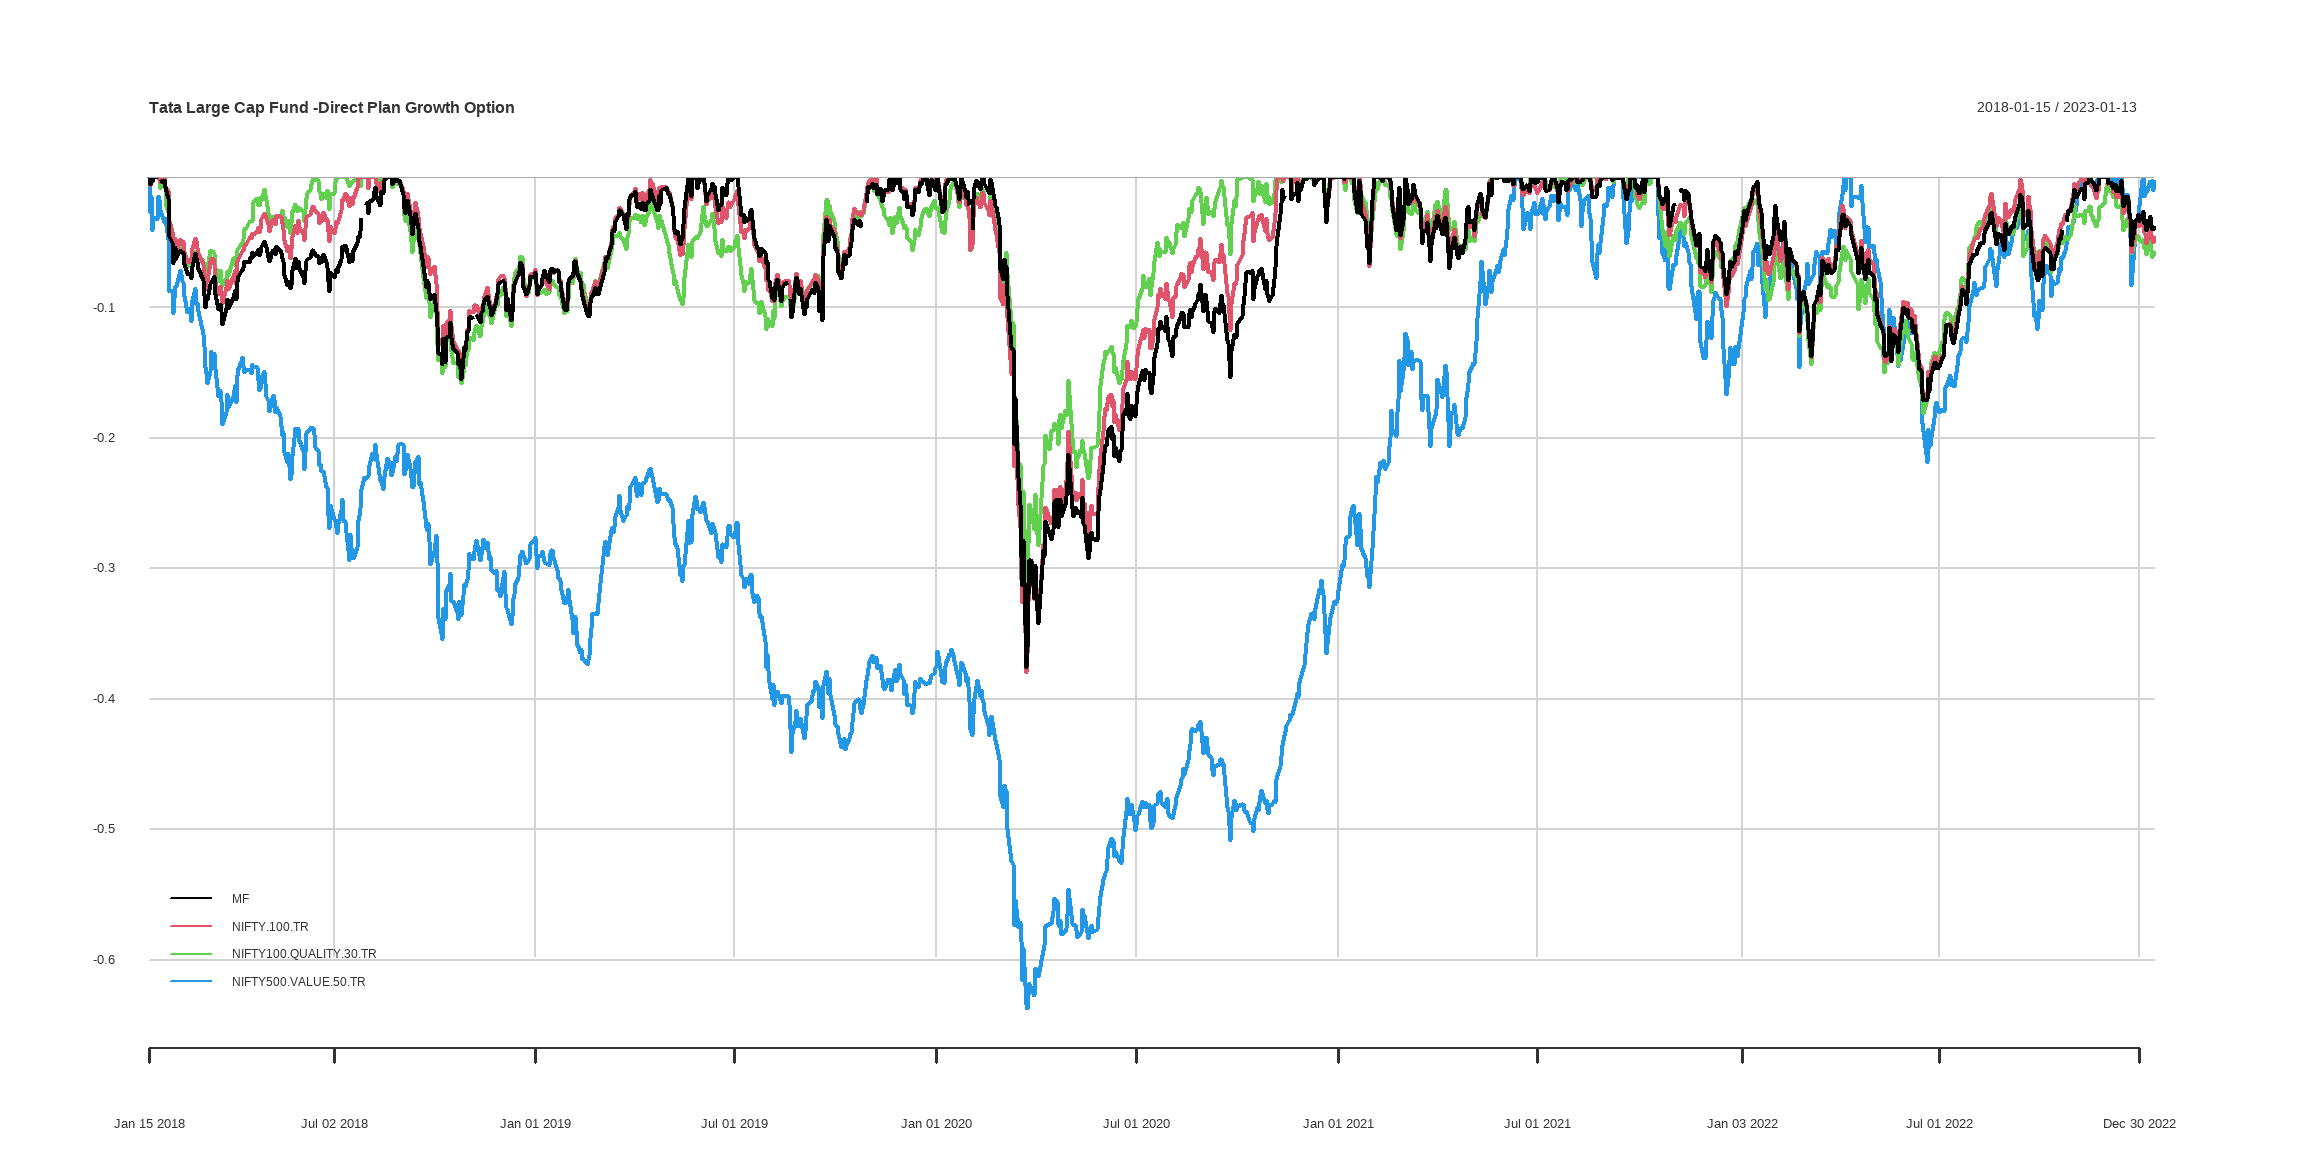 Tata Large Cap Fund -Direct Plan Growth Option
2018-01-15 / 2023-01-13
-0.1
-0.2
-0.3
-0.4
-0.5
-0.6
MF
NIFTY.100.TR
NIFTY100.QUALITY.30.TR
NIFTY500.VALUE.50.TR
Jan 15 2018
Jul 02 2018
Jan 01 2019
Jul 01 2019
Jan 01 2020
Jul 01 2020
Jan 01 2021
Jul 01 2021
Jan 03 2022
Jul 01 2022
Dec 30 2022